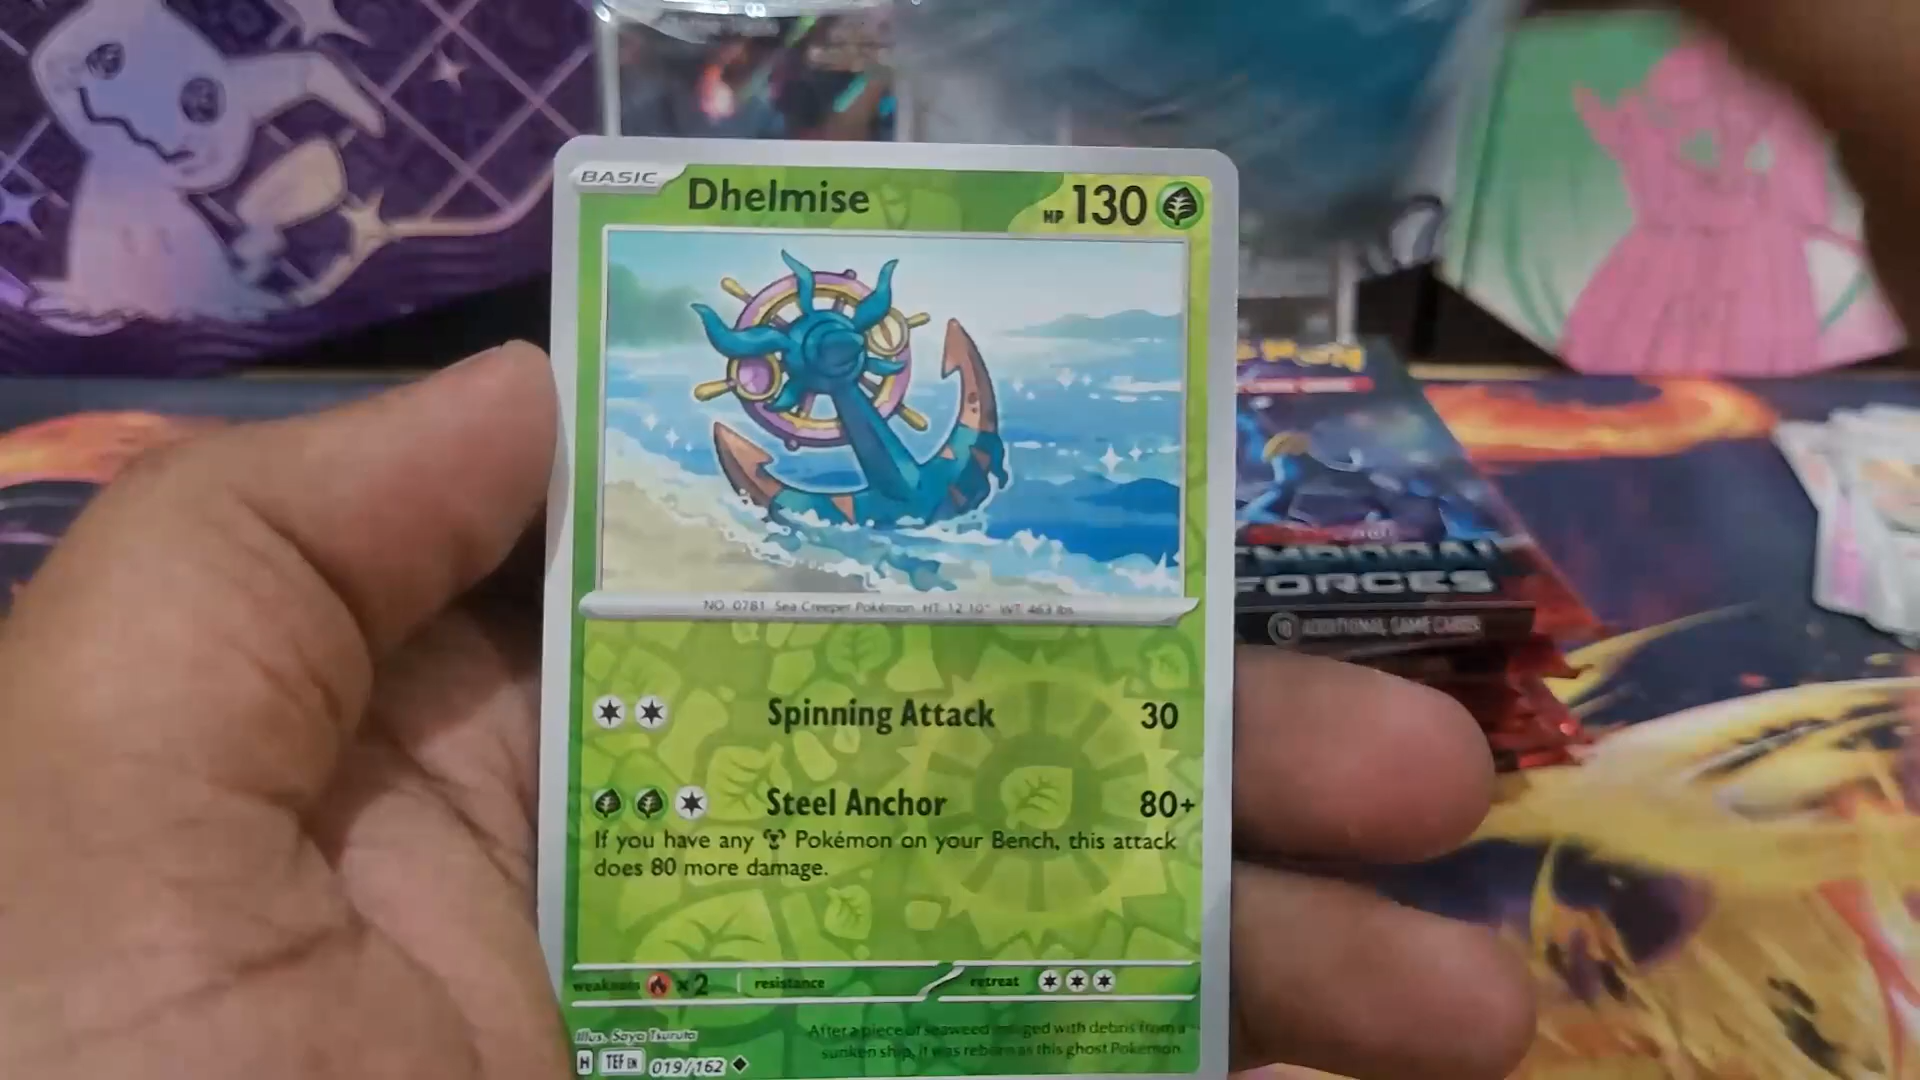 BASIC
Dhelmise
HP 130
NO. 0781 Sea Creeper Pokémon HT: 12'10" WT: 463 lbs
Spinning Attack 30
Steel Anchor 80+
If you have any Pokémon on your Bench, this attack
does 80 more damage.
weakness ×2 resistance retreat
Illus. Saya Tsuruta
After a piece of seaweed merged with debris from a
sunken ship, it was reborn as this ghost Pokémon.
H TEF EN 019/162
FORCES
10 ADDITIONAL GAME CARDS